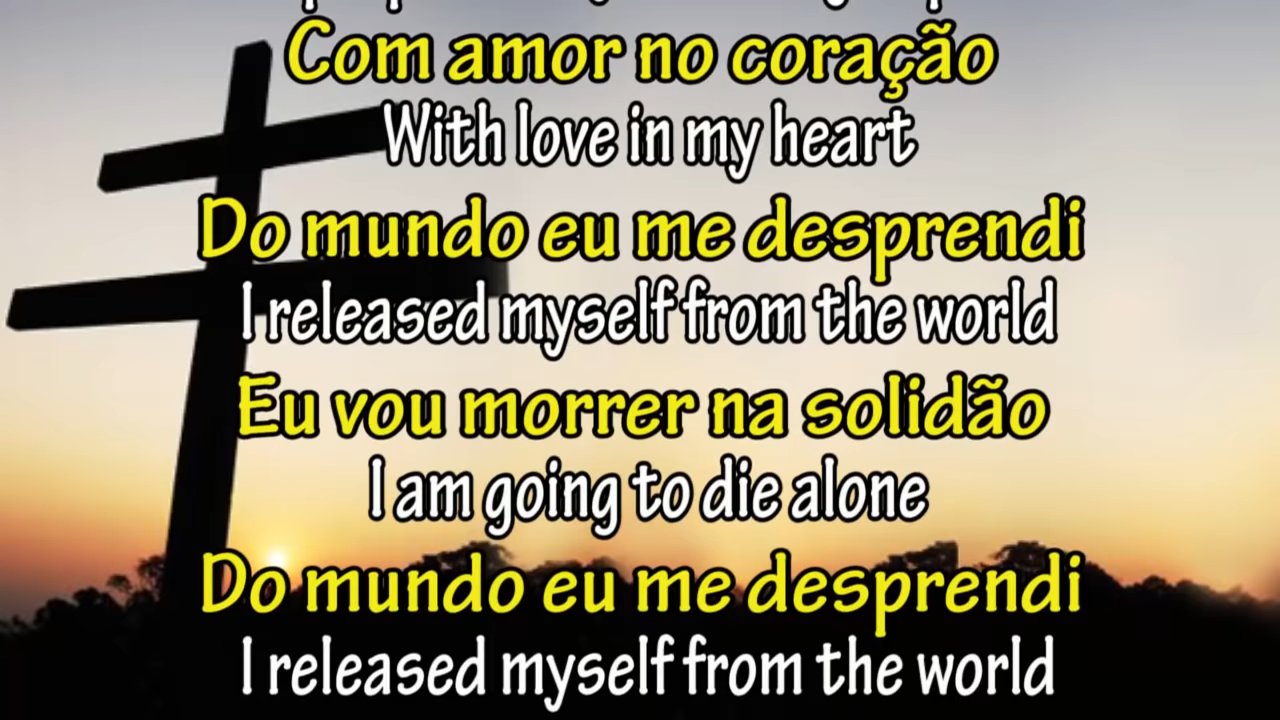 Com amor no coração
With love in my heart
Do mundo eu me desprendi
I released myself from the world
Eu vou morrer na solidão
I am going to die alone
Do mundo eu me desprendi
I released myself from the world